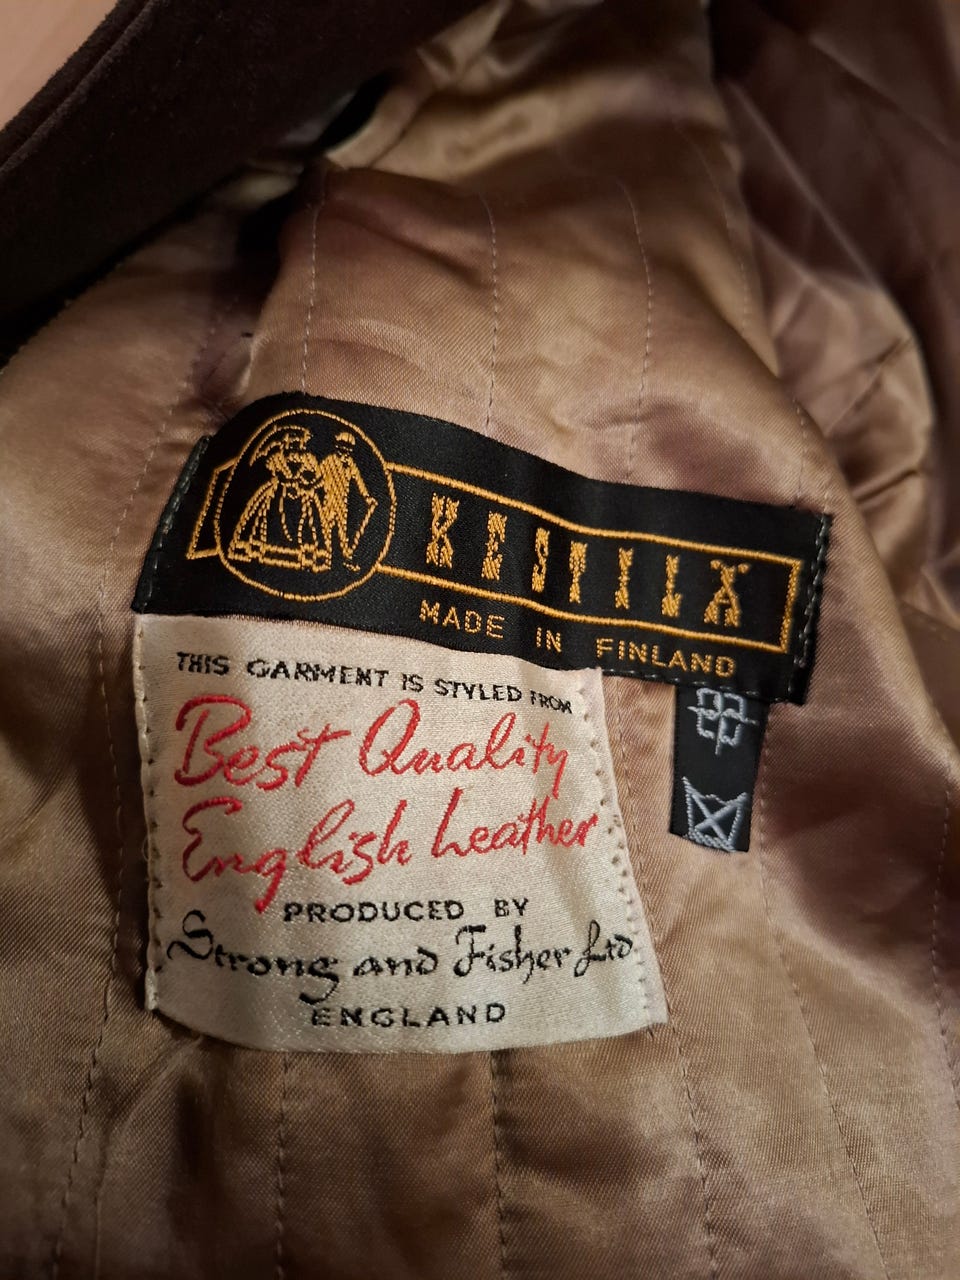 KESTILÄ
MADE IN FINLAND
THIS GARMENT IS STYLED FROM
Best Quality
English Leather
PRODUCED BY
Strong and Fisher Ltd
ENGLAND